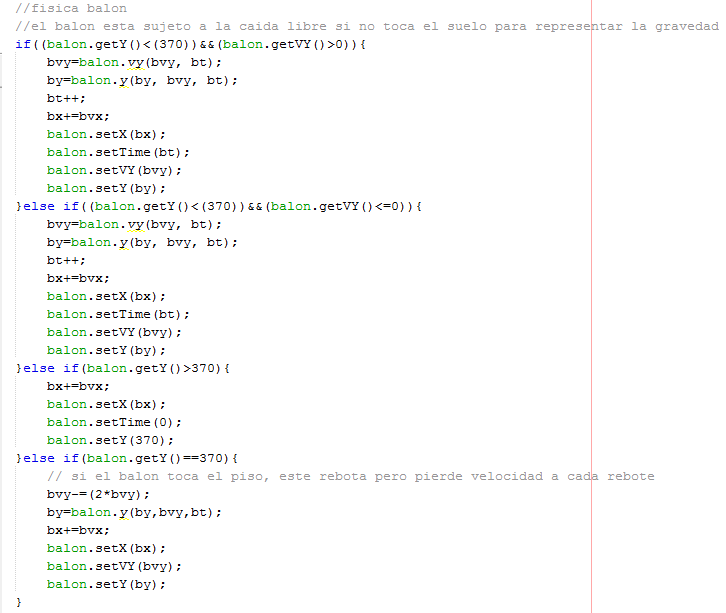 //fisica balon
//el balon esta sujeto a la caida libre si no toca el suelo para representar la gravedad
if((balon.getY()<(370))&&(balon.getVY()>0)){
    bvy=balon.vy(bvy, bt);
    by=balon.y(by, bvy, bt);
    bt++;
    bx+=bvx;
    balon.setX(bx);
    balon.setTime(bt);
    balon.setVY(bvy);
    balon.setY(by);
}else if((balon.getY()<(370))&&(balon.getVY()<=0)){
    bvy=balon.vy(bvy, bt);
    by=balon.y(by, bvy, bt);
    bt++;
    bx+=bvx;
    balon.setX(bx);
    balon.setTime(bt);
    balon.setVY(bvy);
    balon.setY(by);
}else if(balon.getY()>370){
    bx+=bvx;
    balon.setX(bx);
    balon.setTime(0);
    balon.setY(370);
}else if(balon.getY()==370){
    // si el balon toca el piso, este rebota pero pierde velocidad a cada rebote
    bvy-=(2*bvy);
    by=balon.y(by,bvy,bt);
    bx+=bvx;
    balon.setX(bx);
    balon.setVY(bvy);
    balon.setY(by);
}